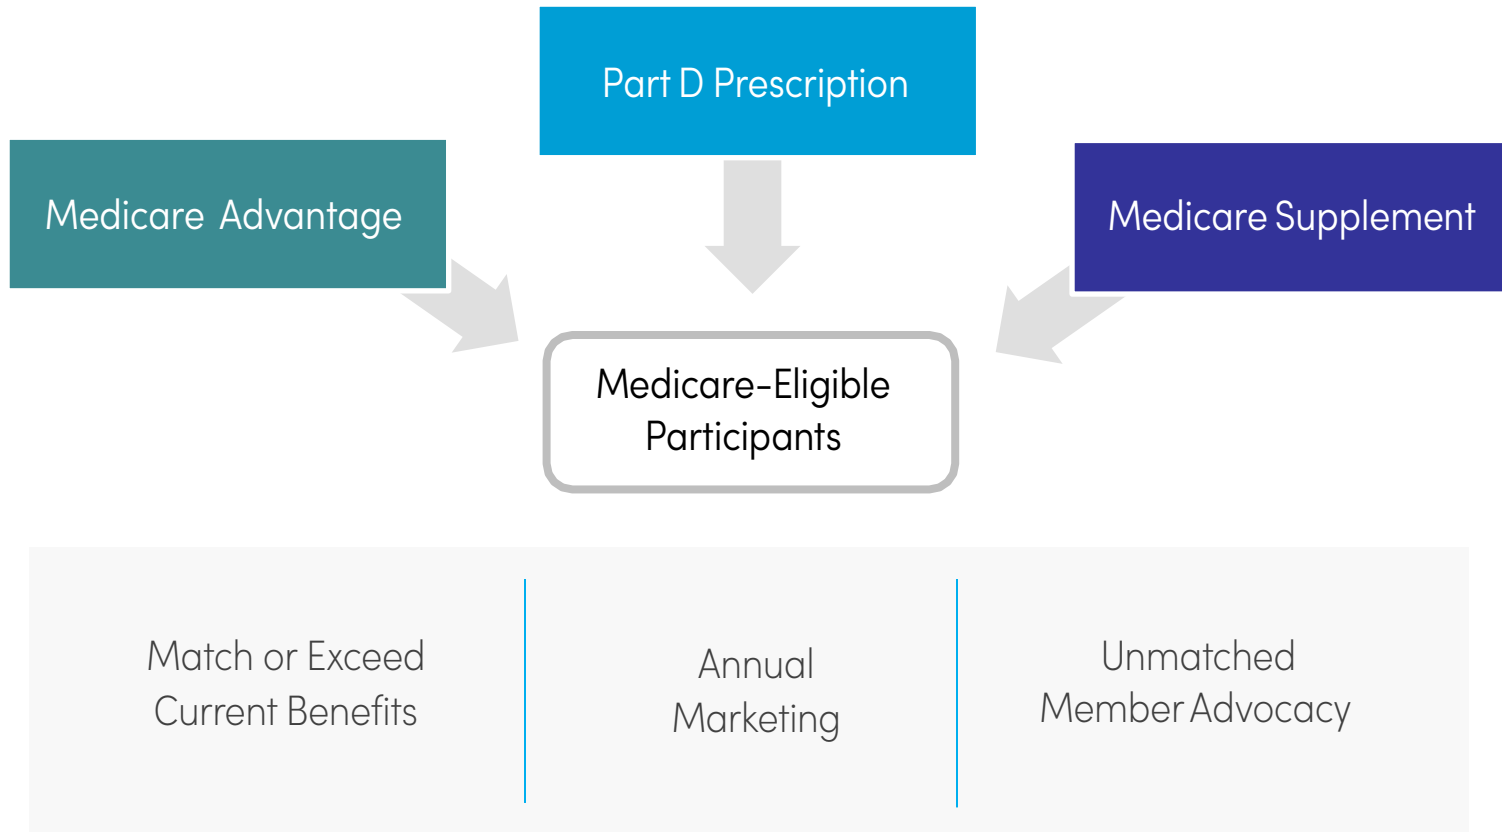 Part D Prescription
Medicare Advantage
Medicare Supplement
Medicare-Eligible
Participants
Match or Exceed
Current Benefits
Annual
Marketing
Unmatched
Member Advocacy